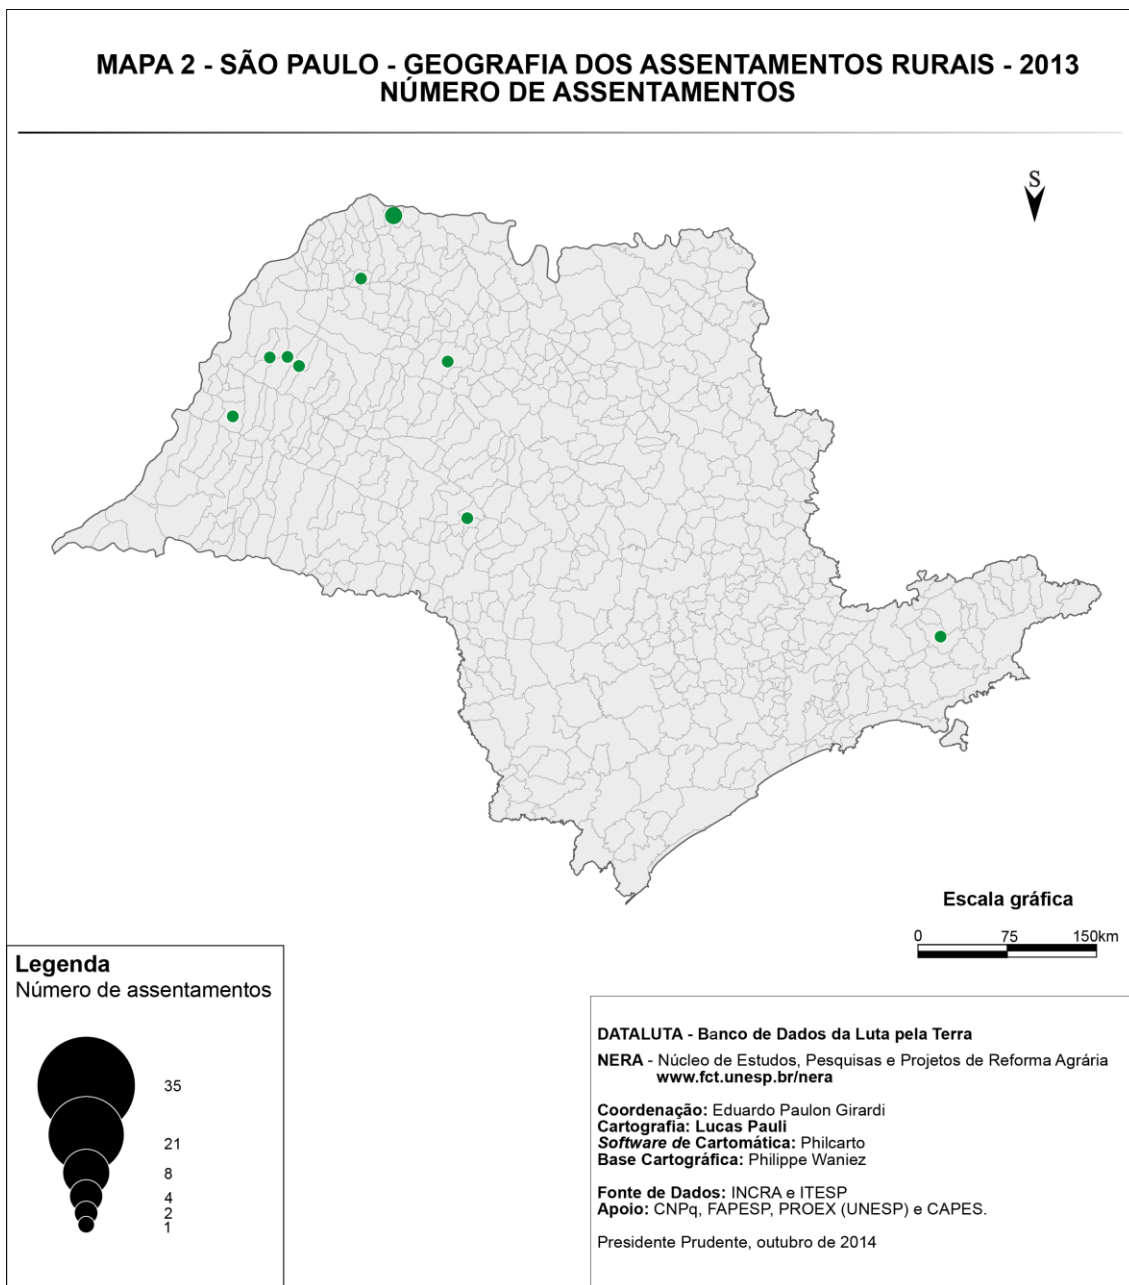 MAPA 2 - SÃO PAULO - GEOGRAFIA DOS ASSENTAMENTOS RURAIS - 2013
NÚMERO DE ASSENTAMENTOS
S
Escala gráfica
0 75 150km
Legenda
Número de assentamentos
35
21
8
4
2
1
DATALUTA - Banco de Dados da Luta pela Terra
NERA - Núcleo de Estudos, Pesquisas e Projetos de Reforma Agrária
www.fct.unesp.br/nera
Coordenação: Eduardo Paulon Girardi
Cartografia: Lucas Pauli
Software de Cartomática: Philcarto
Base Cartográfica: Philippe Waniez
Fonte de Dados: INCRA e ITESP
Apoio: CNPq, FAPESP, PROEX (UNESP) e CAPES.
Presidente Prudente, outubro de 2014